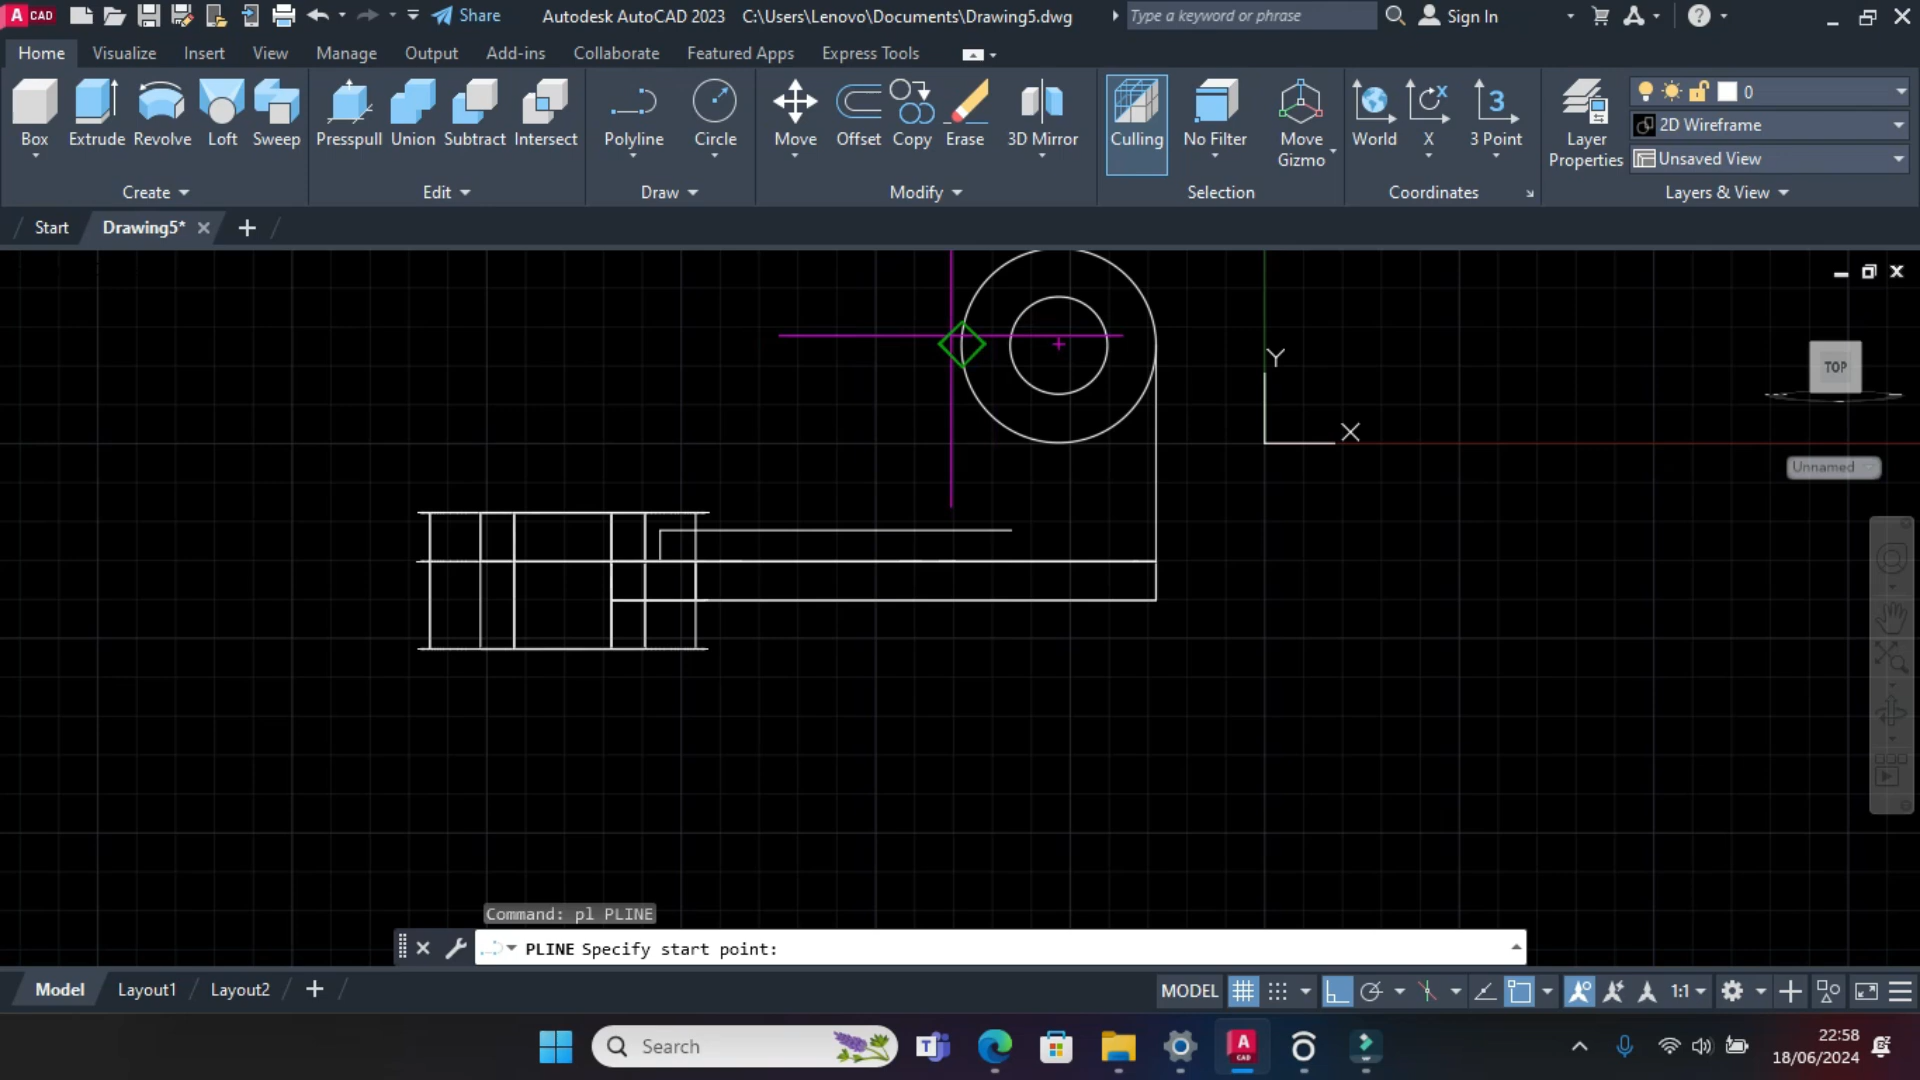 A CAD Share Autodesk AutoCAD 2023 C:\Users\Lenovo\Documents\Drawing5.dwg Type a keyword or phrase Sign In
Home Visualize Insert View Manage Output Add-ins Collaborate Featured Apps Express Tools
Box Extrude Revolve Loft Sweep Presspull Union Subtract Intersect Polyline Circle Move Offset Copy Erase 3D Mirror Culling No Filter Move Gizmo World X 3 Point Layer Properties
0
2D Wireframe
Unsaved View
Create Edit Draw Modify Selection Coordinates Layers & View
Start Drawing5*
Y
X
TOP
Unnamed
Command: pl PLINE
PLINE Specify start point:
Model Layout1 Layout2 MODEL 1:1
Search
22:58
18/06/2024